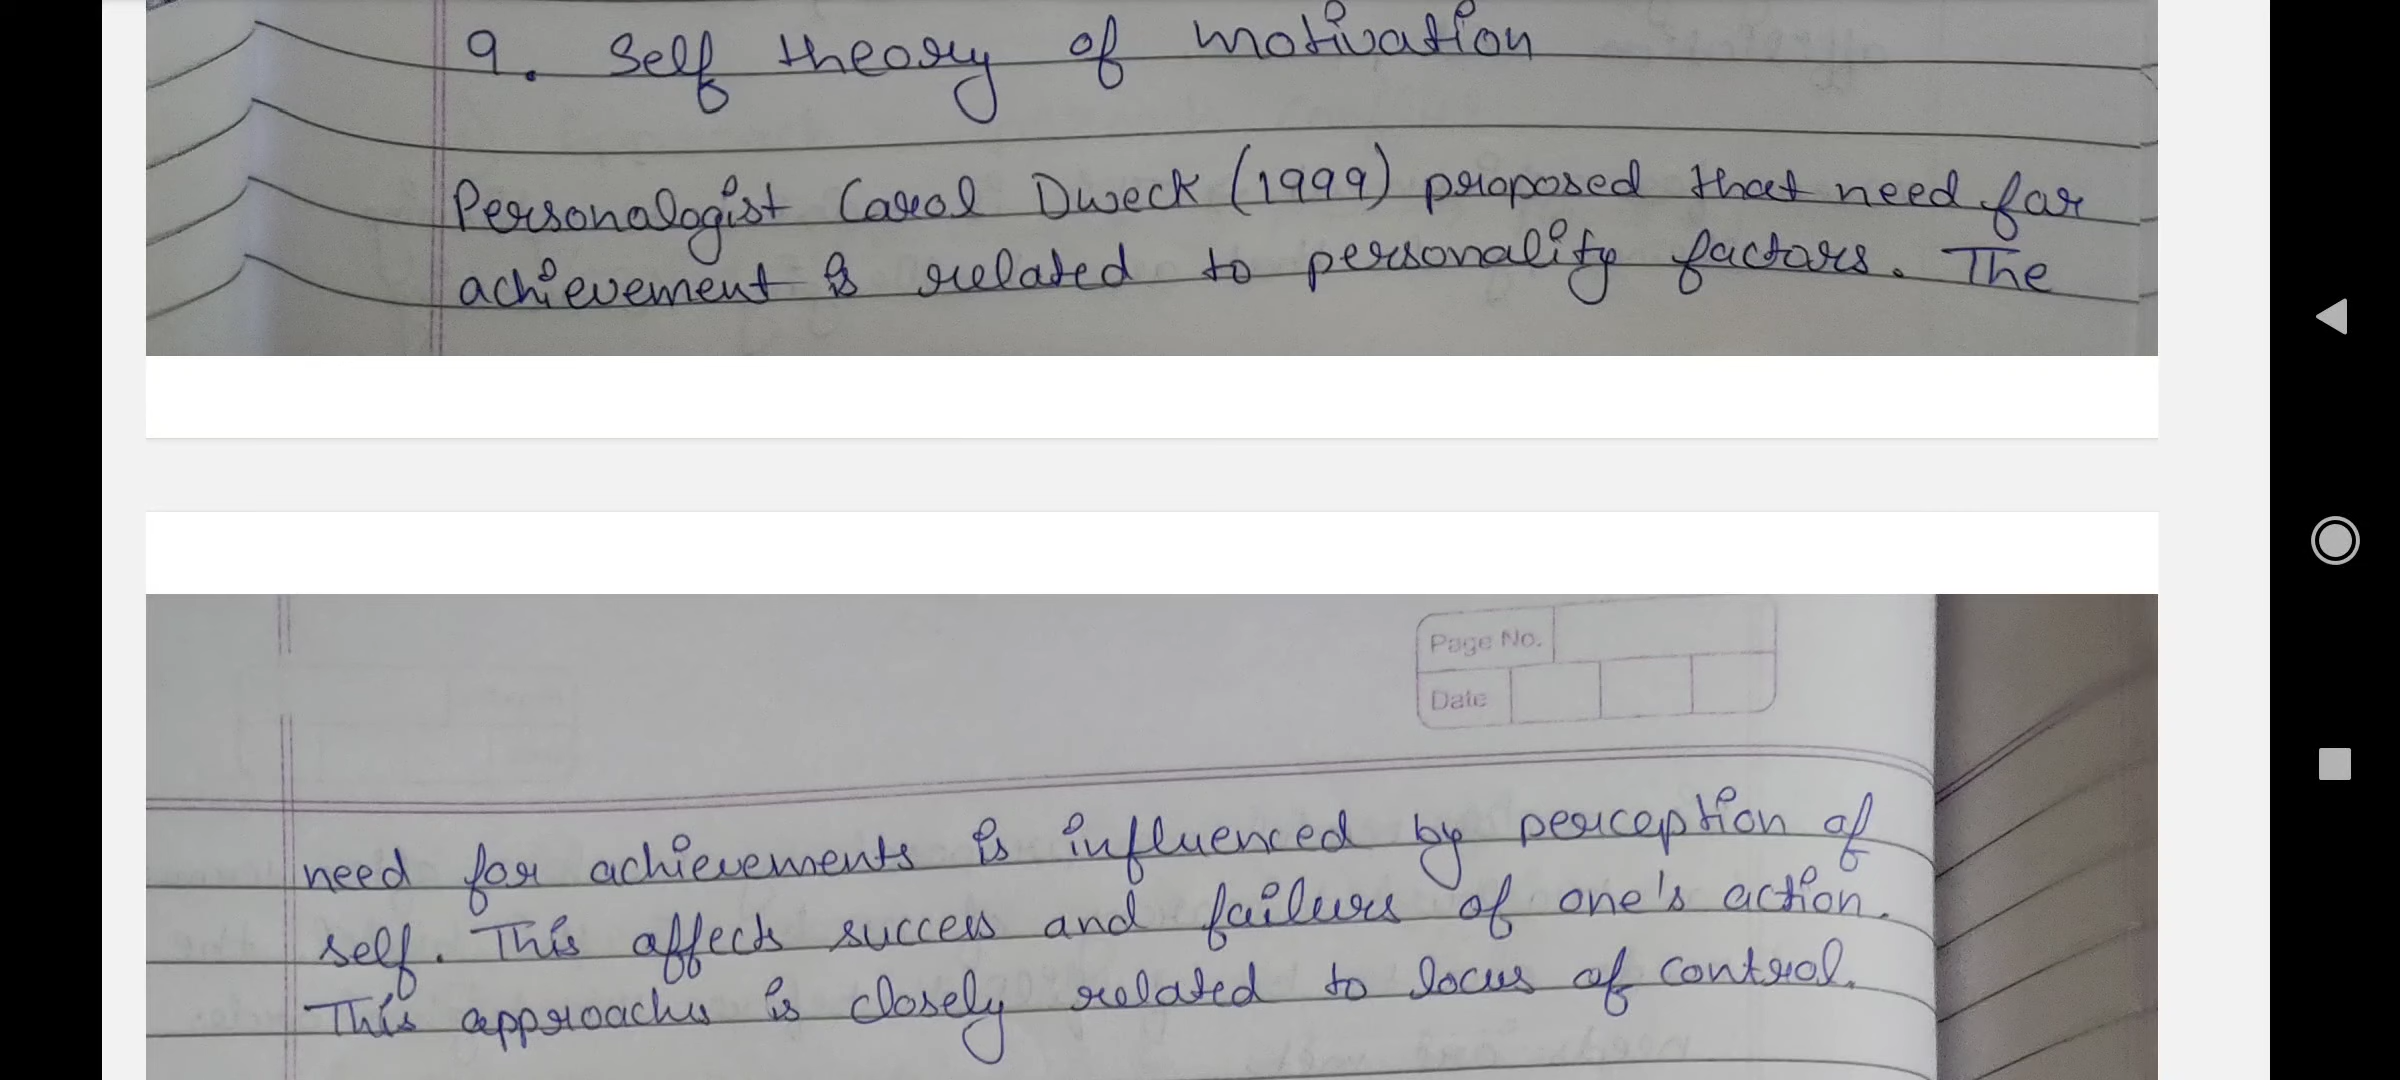 9. Self theory of motivation
Personalogist Carol Dweck (1999) proposed that need for
achievement is related to personality factors. The
Page No.
Date
need for achievements is influenced by perception of
self. This affects success and failures of one's action.
This approachs is closely related to locus of control.